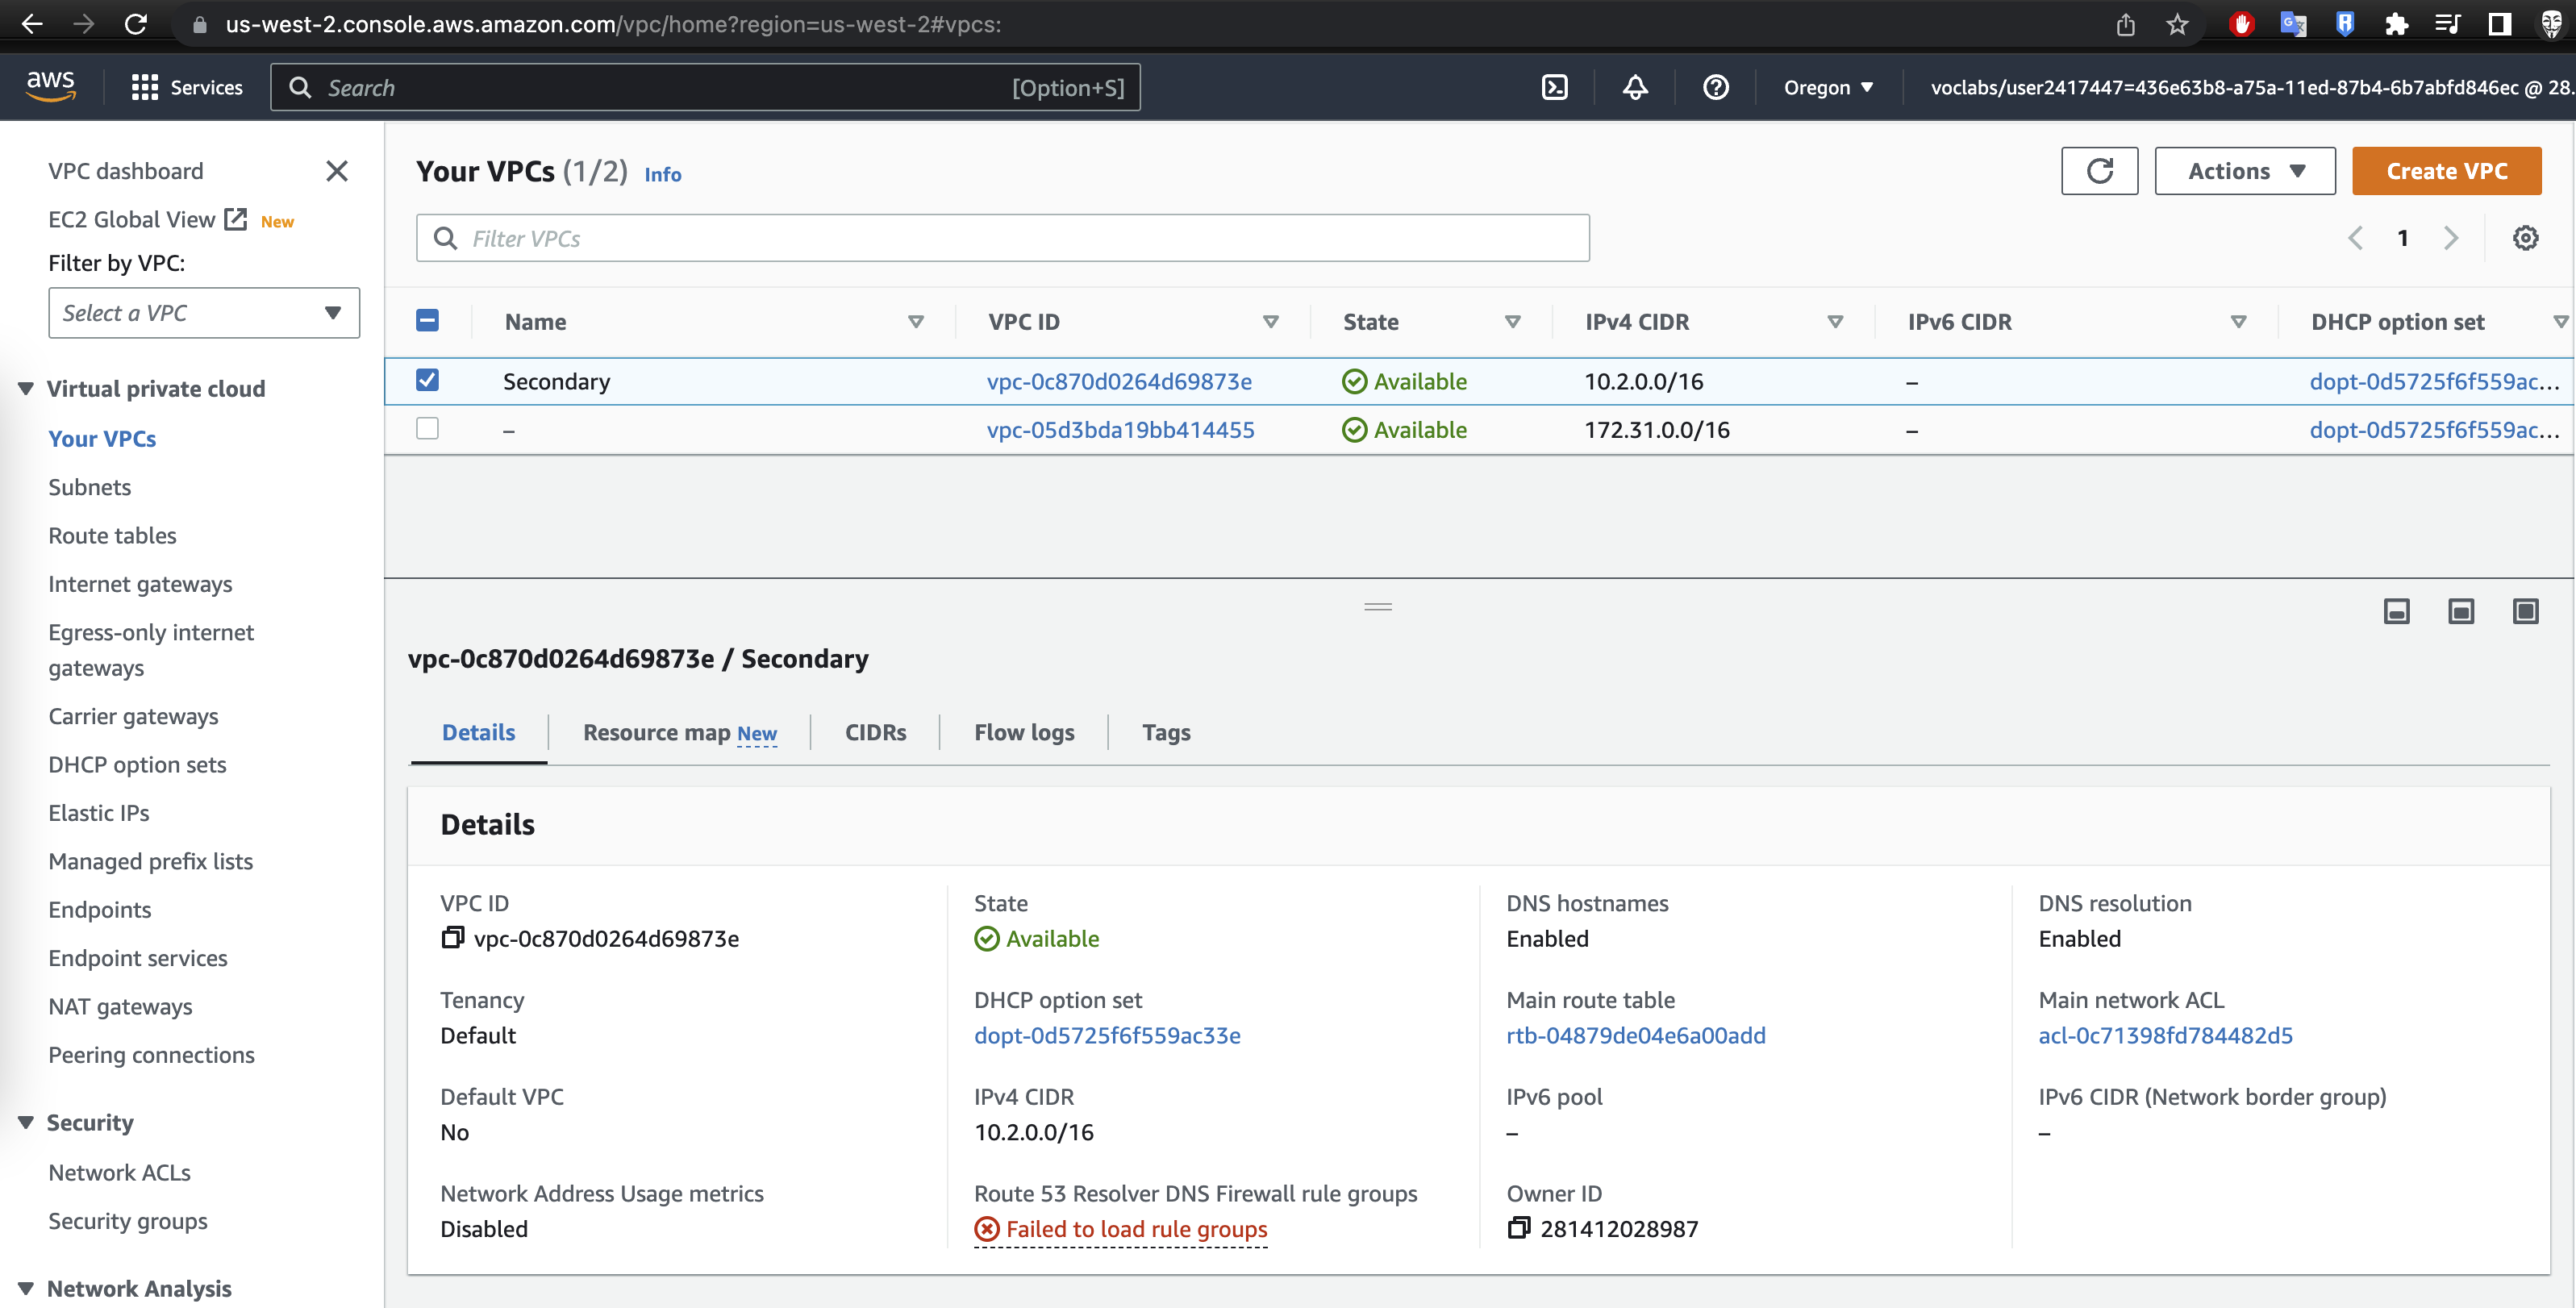 us-west-2.console.aws.amazon.com/vpc/home?region=us-west-2#vpcs:
aws
Services
Search
[Option+S]
Oregon
voclabs/user2417447=436e63b8-a75a-11ed-87b4-6b7abfd846ec @ 28.
VPC dashboard
EC2 Global View New
Filter by VPC:
Select a VPC
Virtual private cloud
Your VPCs
Subnets
Route tables
Internet gateways
Egress-only internet
gateways
Carrier gateways
DHCP option sets
Elastic IPs
Managed prefix lists
Endpoints
Endpoint services
NAT gateways
Peering connections
Security
Network ACLs
Security groups
Network Analysis
Your VPCs (1/2) Info
Actions
Create VPC
Filter VPCs
1
Name VPC ID State IPv4 CIDR IPv6 CIDR DHCP option set
Secondary vpc-0c870d0264d69873e Available 10.2.0.0/16 – dopt-0d5725f6f559ac...
– vpc-05d3bda19bb414455 Available 172.31.0.0/16 – dopt-0d5725f6f559ac...
vpc-0c870d0264d69873e / Secondary
Details Resource map New CIDRs Flow logs Tags
Details
VPC ID
vpc-0c870d0264d69873e
State
Available
DNS hostnames
Enabled
DNS resolution
Enabled
Tenancy
Default
DHCP option set
dopt-0d5725f6f559ac33e
Main route table
rtb-04879de04e6a00add
Main network ACL
acl-0c71398fd784482d5
Default VPC
No
IPv4 CIDR
10.2.0.0/16
IPv6 pool
–
IPv6 CIDR (Network border group)
–
Network Address Usage metrics
Disabled
Route 53 Resolver DNS Firewall rule groups
Failed to load rule groups
Owner ID
281412028987